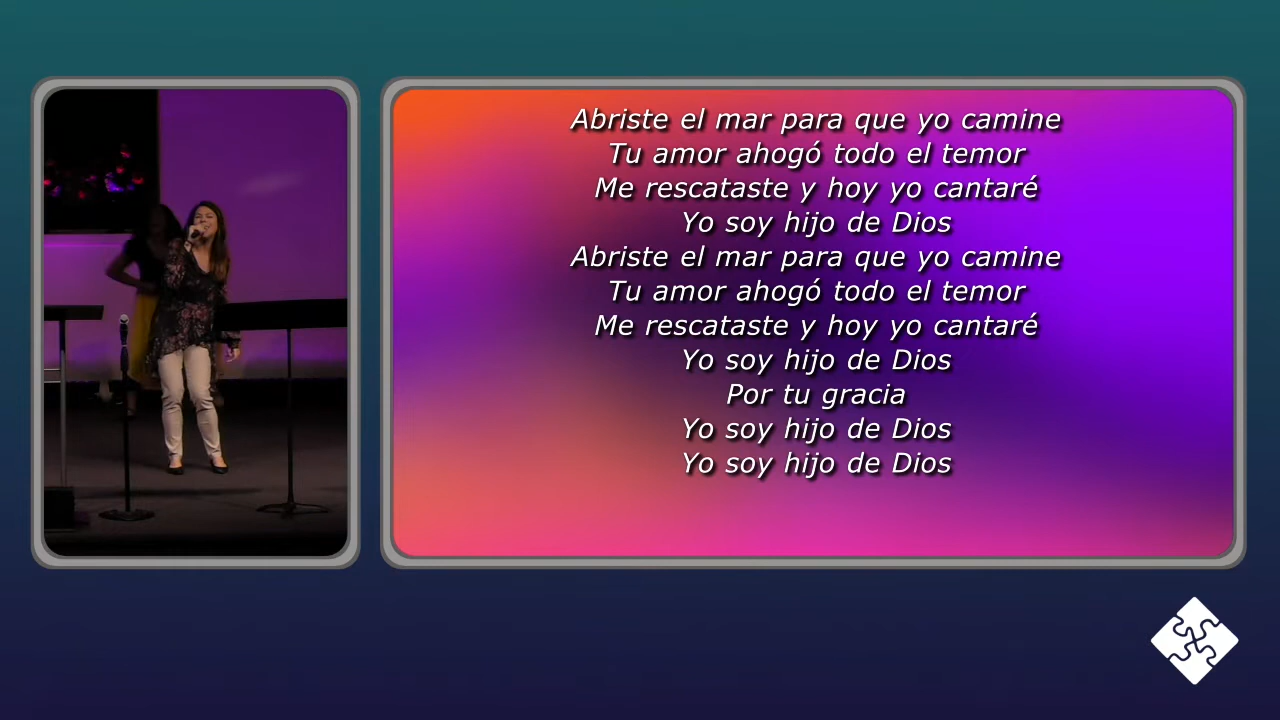 Abriste el mar para que yo camine
Tu amor ahogó todo el temor
Me rescataste y hoy yo cantaré
Yo soy hijo de Dios
Abriste el mar para que yo camine
Tu amor ahogó todo el temor
Me rescataste y hoy yo cantaré
Yo soy hijo de Dios
Por tu gracia
Yo soy hijo de Dios
Yo soy hijo de Dios